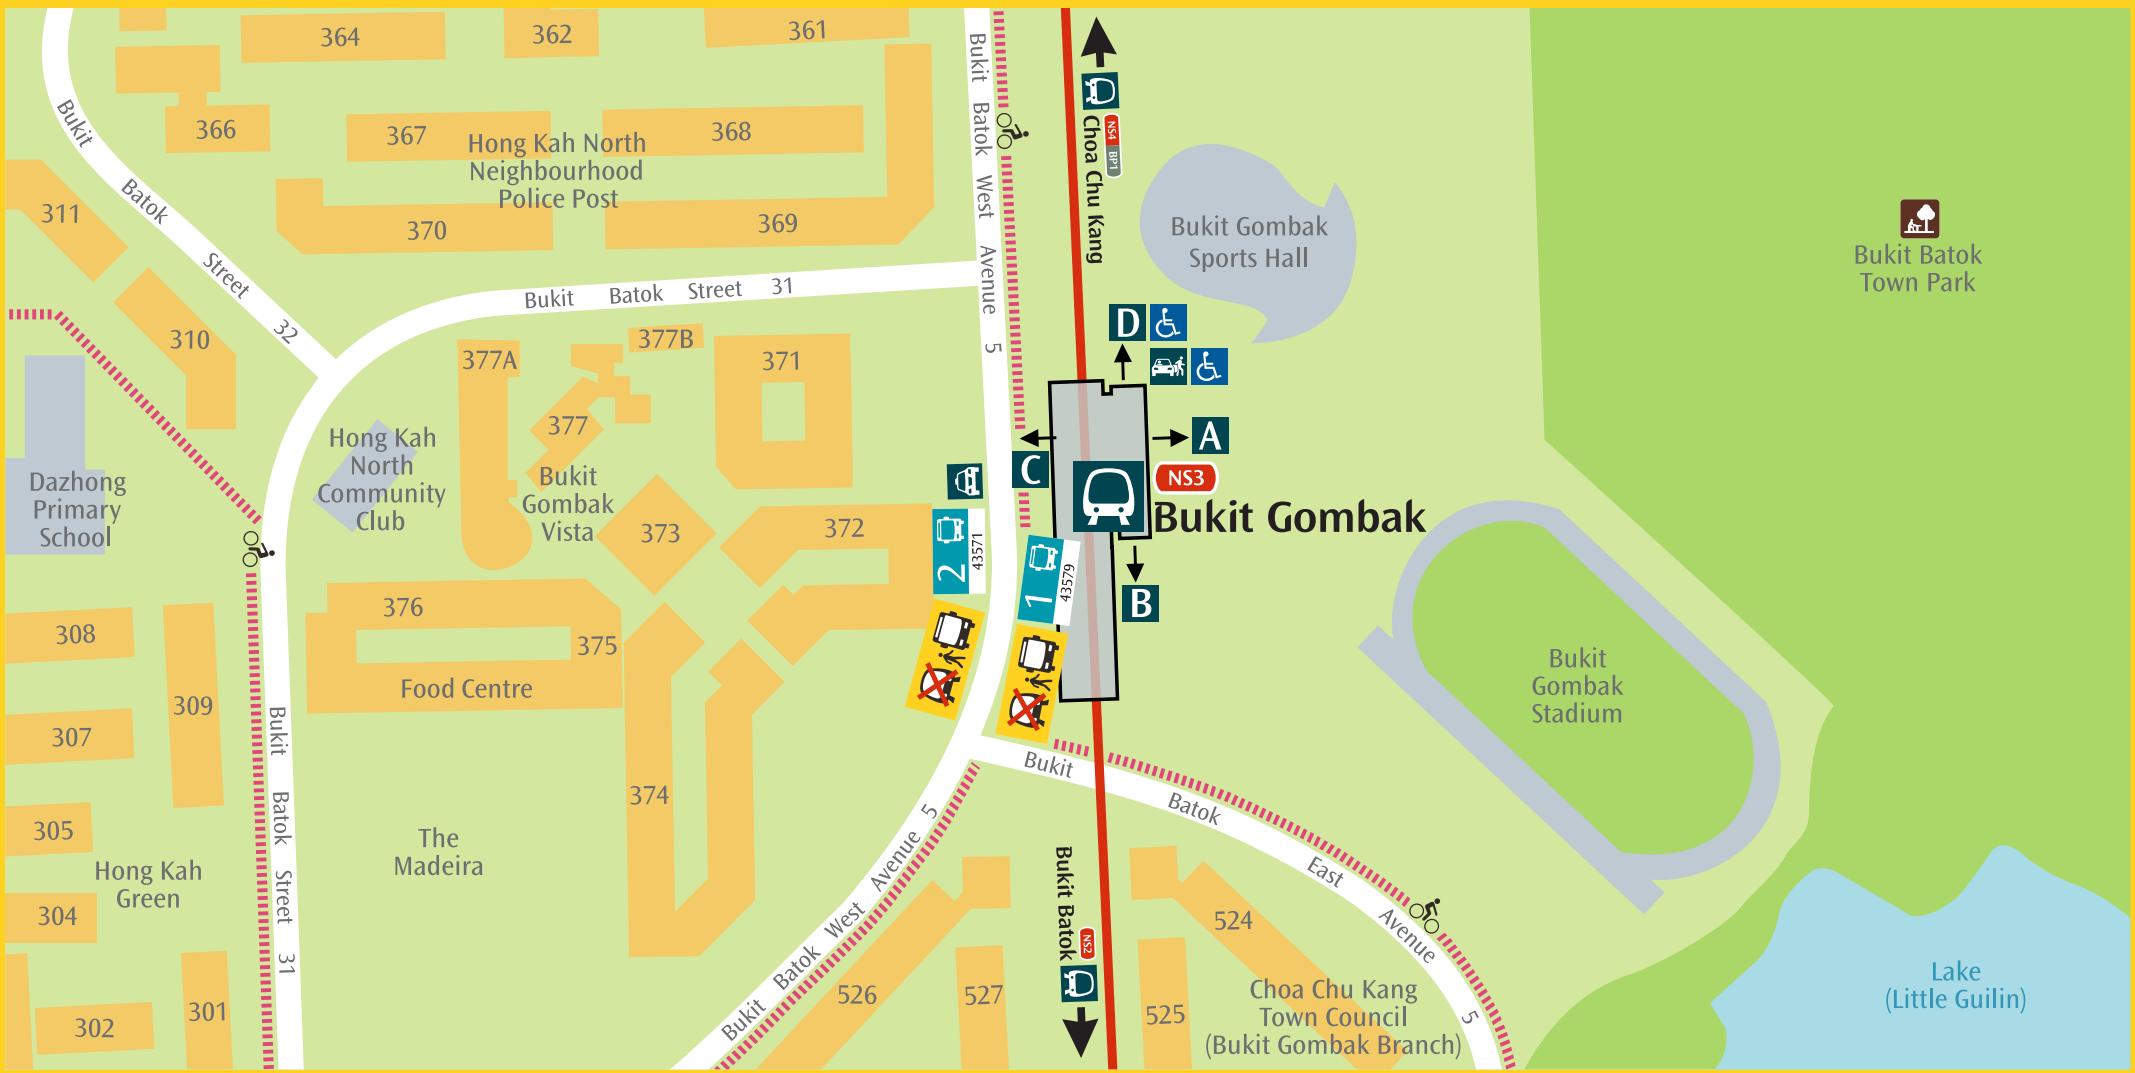 364
362
361
366
367
368
Hong Kah North
Neighbourhood
Police Post
311
370
369
Bukit Batok Street 32
310
Bukit Batok Street 31
Bukit Batok West Avenue 5
NS4
BP1
Choa Chu Kang
Bukit Gombak
Sports Hall
Bukit Batok
Town Park
D
377A
377B
371
377
Hong Kah
North
Community
Club
Bukit
Gombak
Vista
373
372
Dazhong
Primary
School
A
C
NS3
Bukit Gombak
B
2
43571
1
43579
376
375
Food Centre
308
309
307
305
304
302
301
Hong Kah
Green
Bukit Batok Street 31
The
Madeira
374
Bukit
Gombak
Stadium
Bukit Batok West Avenue 5
Bukit Batok East Avenue 5
Bukit Batok
NS2
526
527
524
525
Choa Chu Kang
Town Council
(Bukit Gombak Branch)
Lake
(Little Guilin)